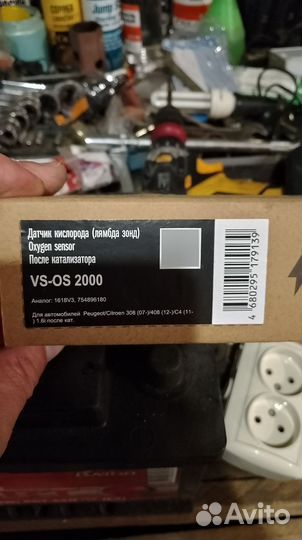 Датчик кислорода (лямбда зонд)
Oxygen sensor
После катализатора
VS-OS 2000
Аналог: 1618V3, 754896180
Для автомобилей Peugeot/Citroen 308 (07-)/408 (12-)/C4 (11-
) 1.6i после кат.
4 680295 179139
Avito